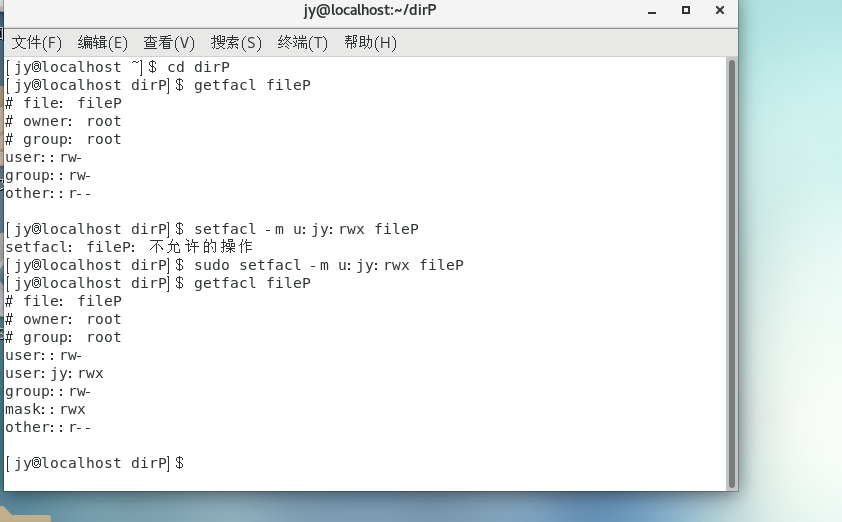 jy@localhost:~/dirP
文件(F) 编辑(E) 查看(V) 搜索(S) 终端(T) 帮助(H)
[jy@localhost ~]$ cd dirP
[jy@localhost dirP]$ getfacl fileP
# file: fileP
# owner: root
# group: root
user::rw-
group::rw-
other::r--
[jy@localhost dirP]$ setfacl -m u:jy:rwx fileP
setfacl: fileP: 不允许的操作
[jy@localhost dirP]$ sudo setfacl -m u:jy:rwx fileP
[jy@localhost dirP]$ getfacl fileP
# file: fileP
# owner: root
# group: root
user::rw-
user:jy:rwx
group::rw-
mask::rwx
other::r--
[jy@localhost dirP]$